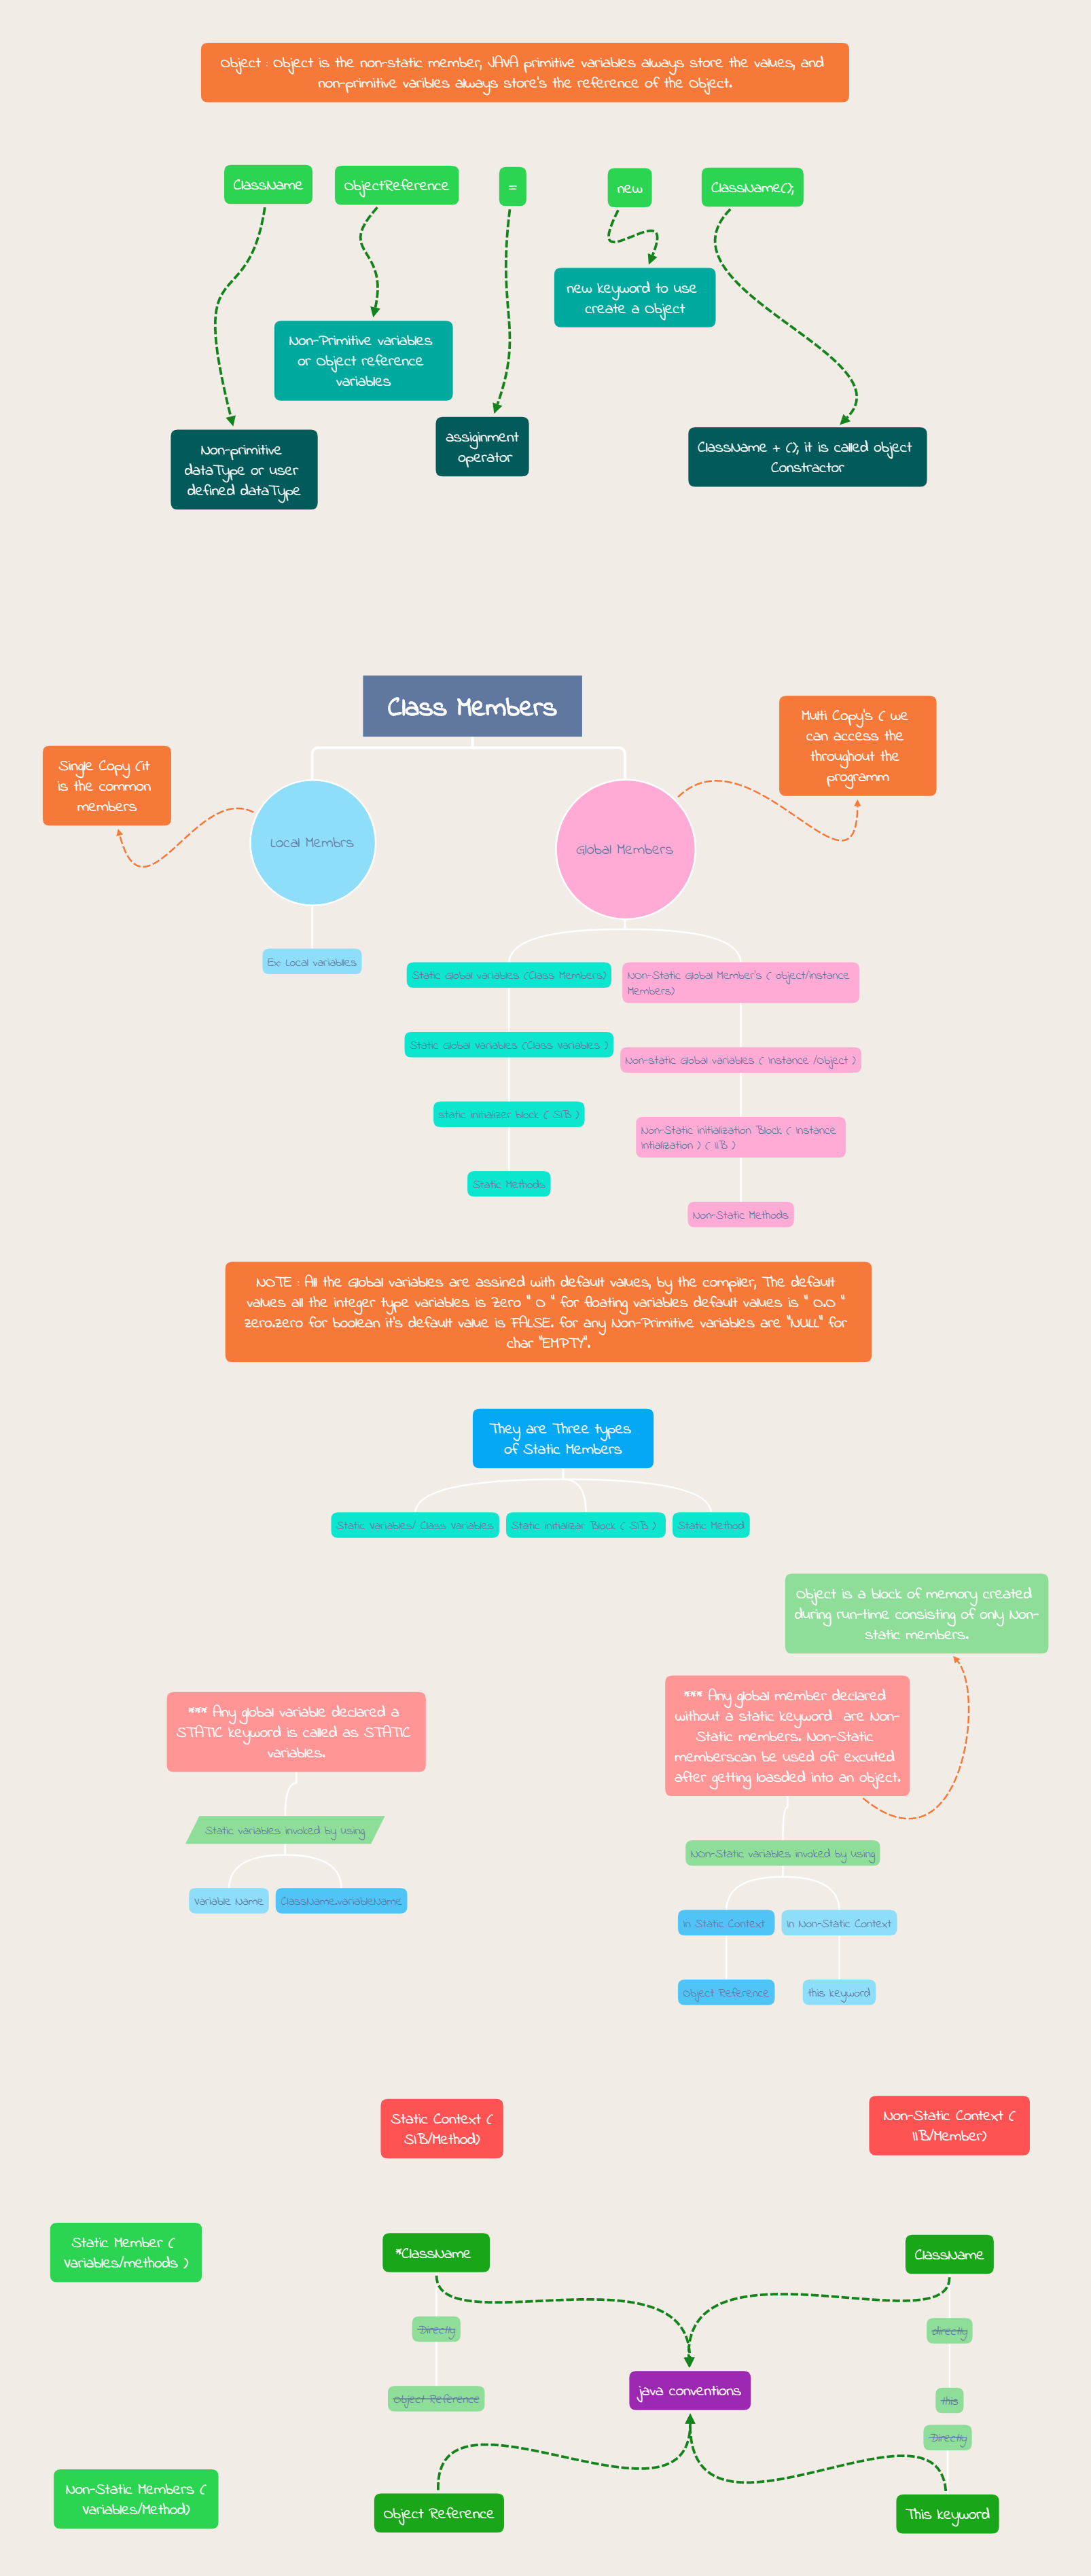 Object : Object is the non-static member, JAVA primitive variables always store the values, and
non-primitive varibles always store's the reference of the Object.
ClassName
ObjectReference
=
new
ClassName();
new keyword to use
create a Object
Non-Primitive variables
or Object reference
variables
assiginment
operator
ClassName + (); it is called object
Constractor
Non-primitive
dataType or user
defined dataType
Class Members
Multi Copy's ( we
can access the
throughout the
programm
Single Copy (it
is the common
members
Local Membrs
Global Members
Ex: Local variablles
Static Global variables (Class Members)
NOn-Static Global Member's ( object/instance
Members)
Static Global Variables (Class Variables )
Non-static Global variables ( Instance /Object )
static initializer block ( SIB )
Non-Static initialization Block ( Instance
Intialization ) ( IIB )
Static Methods
Non-Static Methods
NOTE : All the Global variables are assined with default values, by the compiler, The default
values all the integer type variables is Zero " 0 " for floating variables default values is " 0.0 "
zero.zero for boolean it's default value is FALSE. for any Non-Primitive variables are "NULL" for
char "EMPTY".
They are Three types
of Static Members
Static Variables/ Class Variables
Static initializar Block ( SIB )
Static Method
Object is a block of memory created
during run-time consisting of only Non-
static members.
*** Any global variable declared a
STATIC keyword is called as STATIC
variables.
*** Any global member declared
without a static keyword are Non-
Static members. Non-Static
memberscan be used ofr excuted
after getting loasded into an object.
Static variables invoked by using
NOn-Static variables invoked by using
Variable Name
ClassName.variableName
In Static Context
In Non-Static Context
Object Reference
this keyword
Static Context (
SIB/Method)
Non-Static Context (
IIB/Member)
Static Member (
Variables/methods )
*ClassName
ClassName
Directly
directly
java conventions
Object Reference
this
Directly
Non-Static Members (
Variables/Method)
Object Reference
This keyword